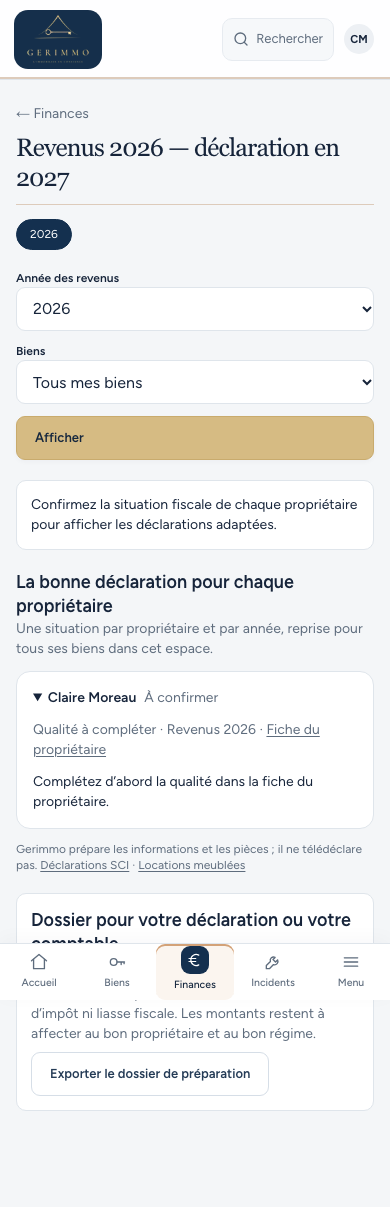 GERIMMO
Rechercher
CM
← Finances
Revenus 2026 — déclaration en
2027
2026
Année des revenus
2026
Biens
Tous mes biens
Afficher
Confirmez la situation fiscale de chaque propriétaire
pour afficher les déclarations adaptées.
La bonne déclaration pour chaque
propriétaire
Une situation par propriétaire et par année, reprise pour
tous ses biens dans cet espace.
▼ Claire Moreau À confirmer
Qualité à compléter · Revenus 2026 · Fiche du
propriétaire
Complétez d’abord la qualité dans la fiche du
propriétaire.
Gerimmo prépare les informations et les pièces ; il ne télédéclare
pas. Déclarations SCI · Locations meublées
Dossier pour votre déclaration ou votre
Accueil
Biens
€
Finances
Incidents
Menu
d’impôt ni liasse fiscale. Les montants restent à
affecter au bon propriétaire et au bon régime.
Exporter le dossier de préparation